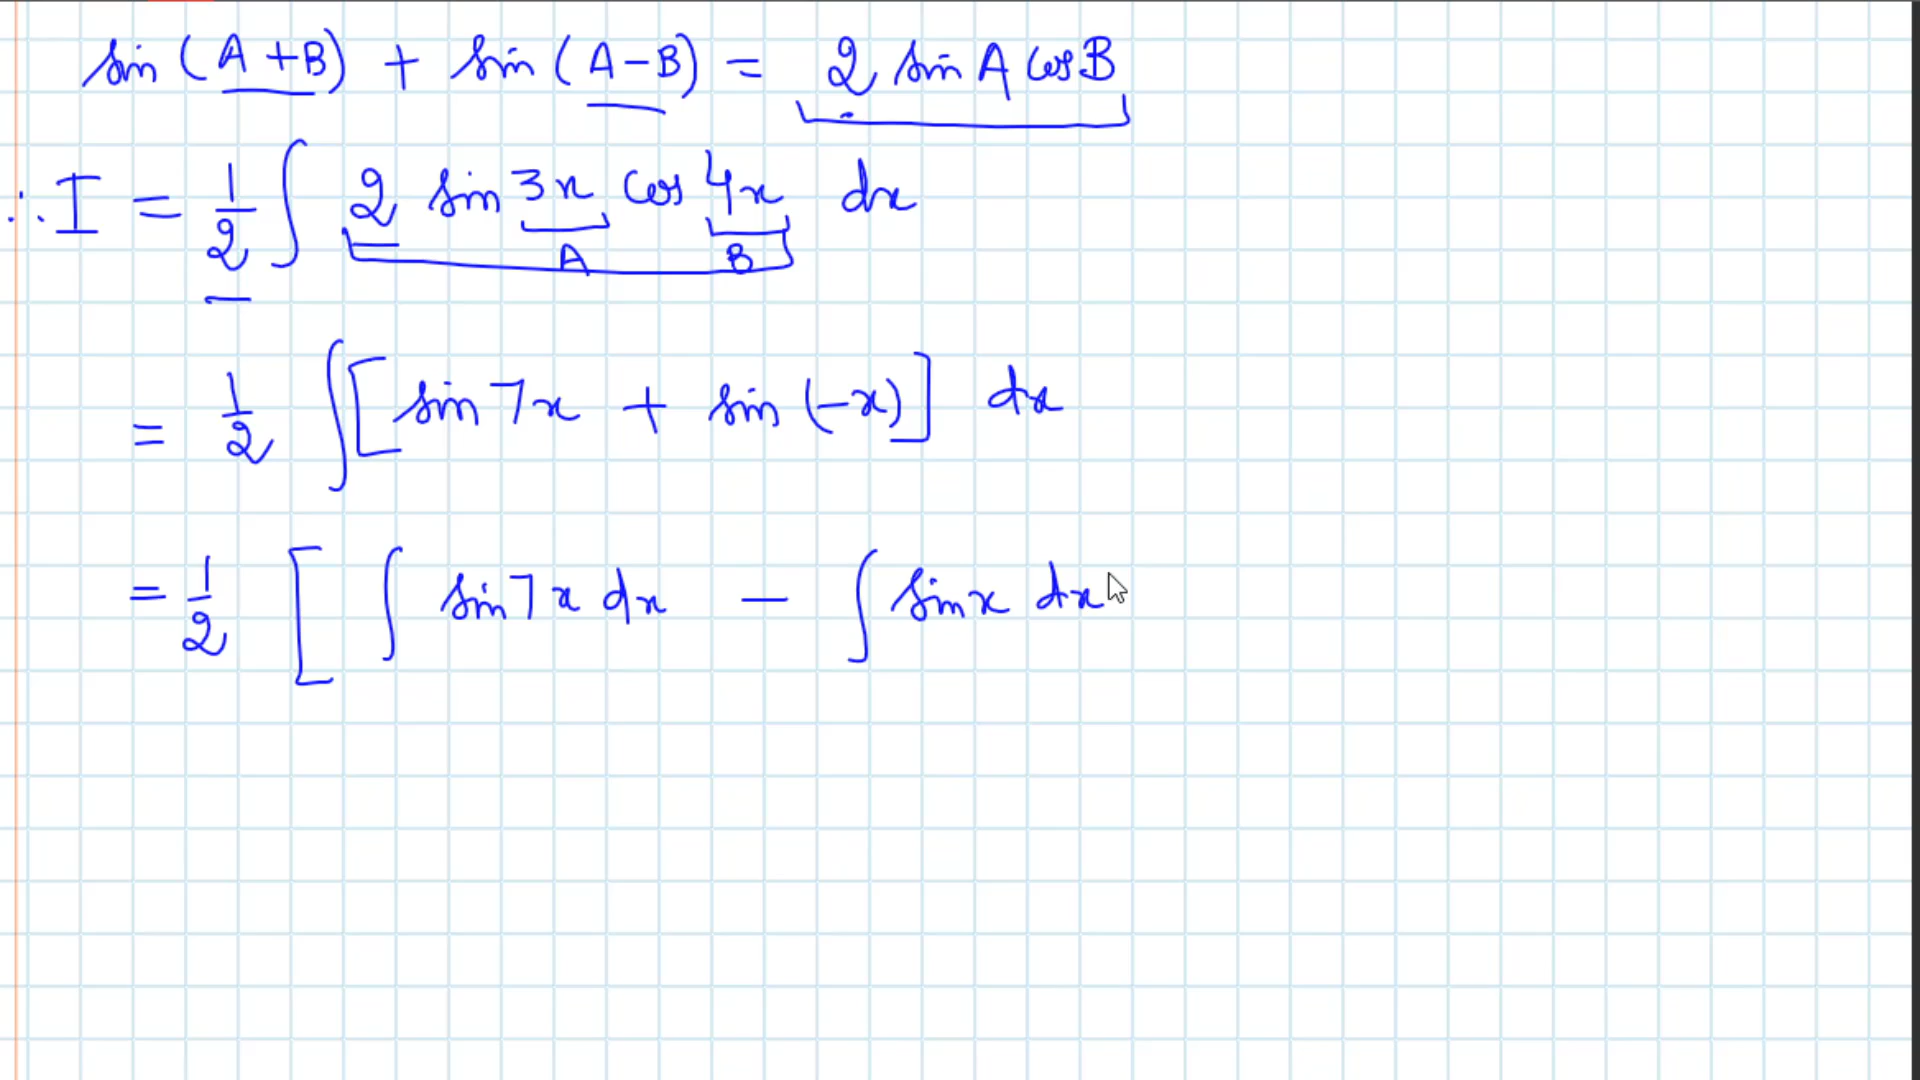 sin (A+B) + sin (A-B) = 2 sin A cos B
∴ I = 1/2 ∫ 2 sin 3x cos 4x dx
A B
= 1/2 ∫ [sin 7x + sin (-x)] dx
= 1/2 [ ∫ sin 7x dx - ∫ sin x dx